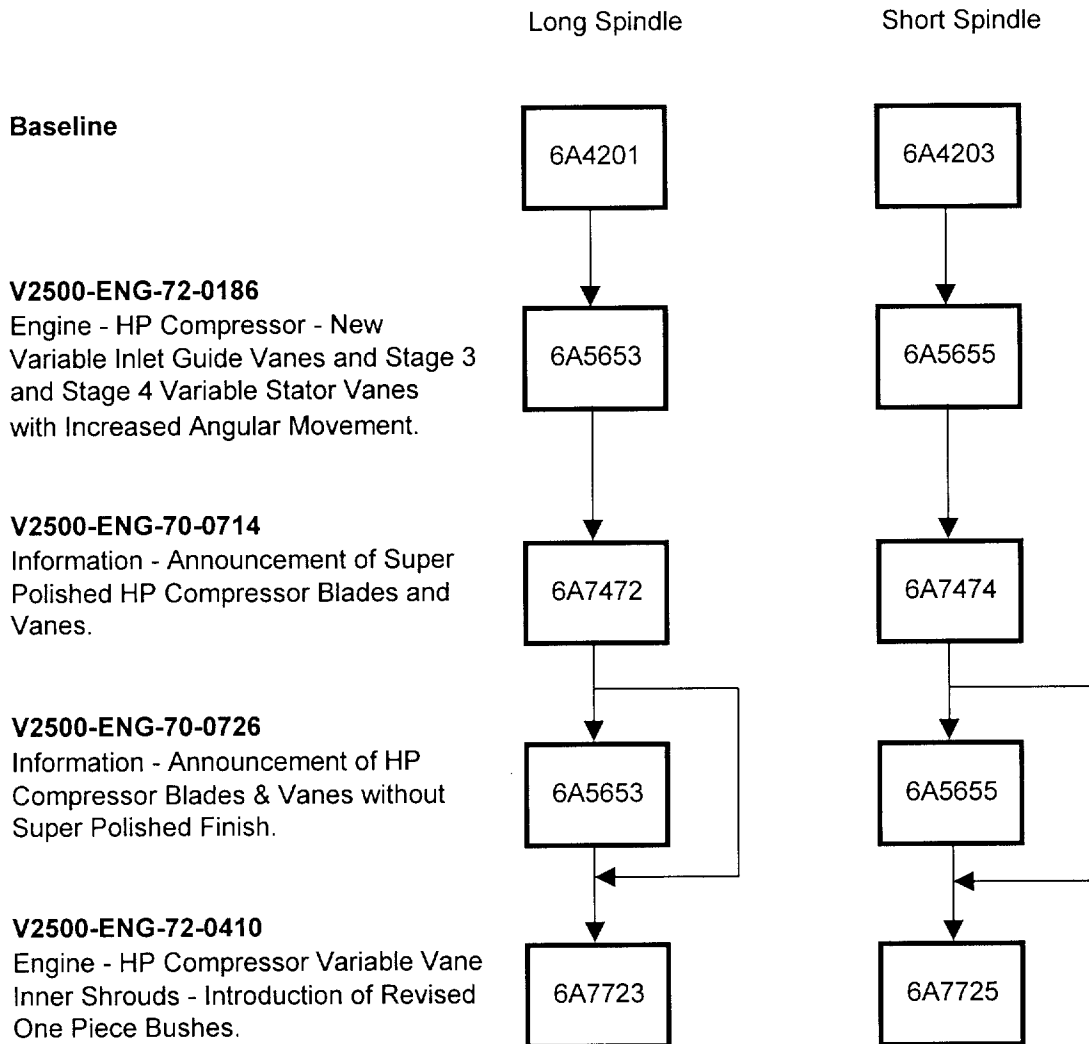 Long Spindle
Short Spindle
Baseline
6A4201
6A4203
V2500-ENG-72-0186
Engine - HP Compressor - New
Variable Inlet Guide Vanes and Stage 3
and Stage 4 Variable Stator Vanes
with Increased Angular Movement.
6A5653
6A5655
V2500-ENG-70-0714
Information - Announcement of Super
Polished HP Compressor Blades and
Vanes.
6A7472
6A7474
V2500-ENG-70-0726
Information - Announcement of HP
Compressor Blades & Vanes without
Super Polished Finish.
6A5653
6A5655
V2500-ENG-72-0410
Engine - HP Compressor Variable Vane
Inner Shrouds - Introduction of Revised
One Piece Bushes.
6A7723
6A7725